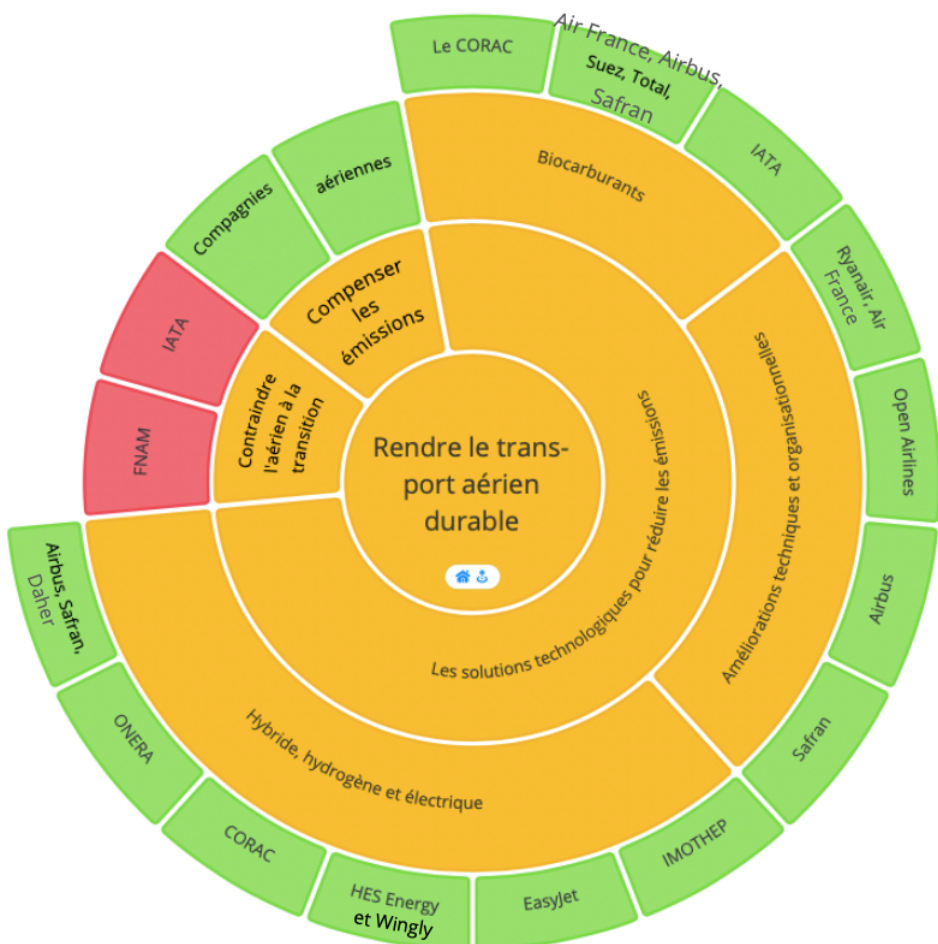 Rendre le trans-
port aérien
durable
Les solutions technologiques pour réduire les émissions
Biocarburants
Le CORAC
Air France, Airbus,
Suez, Total,
Safran
IATA
Améliorations techniques et organisationnelles
Ryanair, Air
France
Open Airlines
Airbus
Safran
Hybride, hydrogène et électrique
IMOTHEP
EasyJet
HES Energy
et Wingly
CORAC
ONERA
Airbus, Safran,
Daher
Contraindre
l'aérien à la
transition
FNAM
IATA
Compenser
les
émissions
Compagnies
aériennes